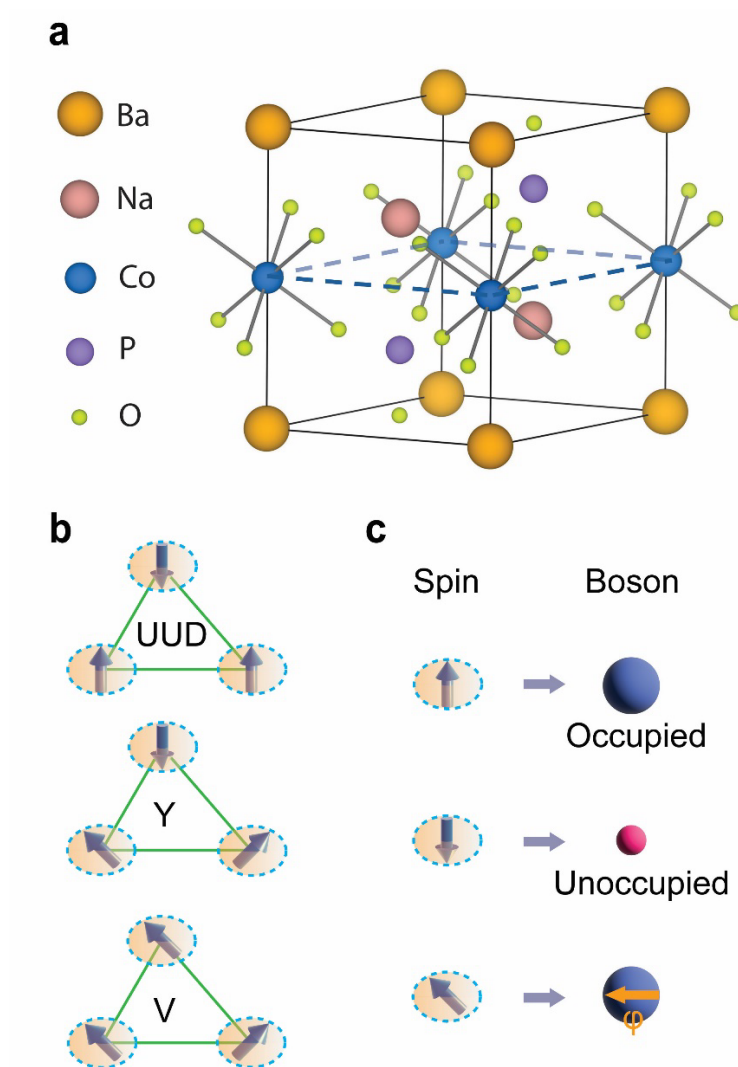 a
Ba
Na
Co
P
O
b
UUD
Y
V
c
Spin
Boson
Occupied
Unoccupied
φ